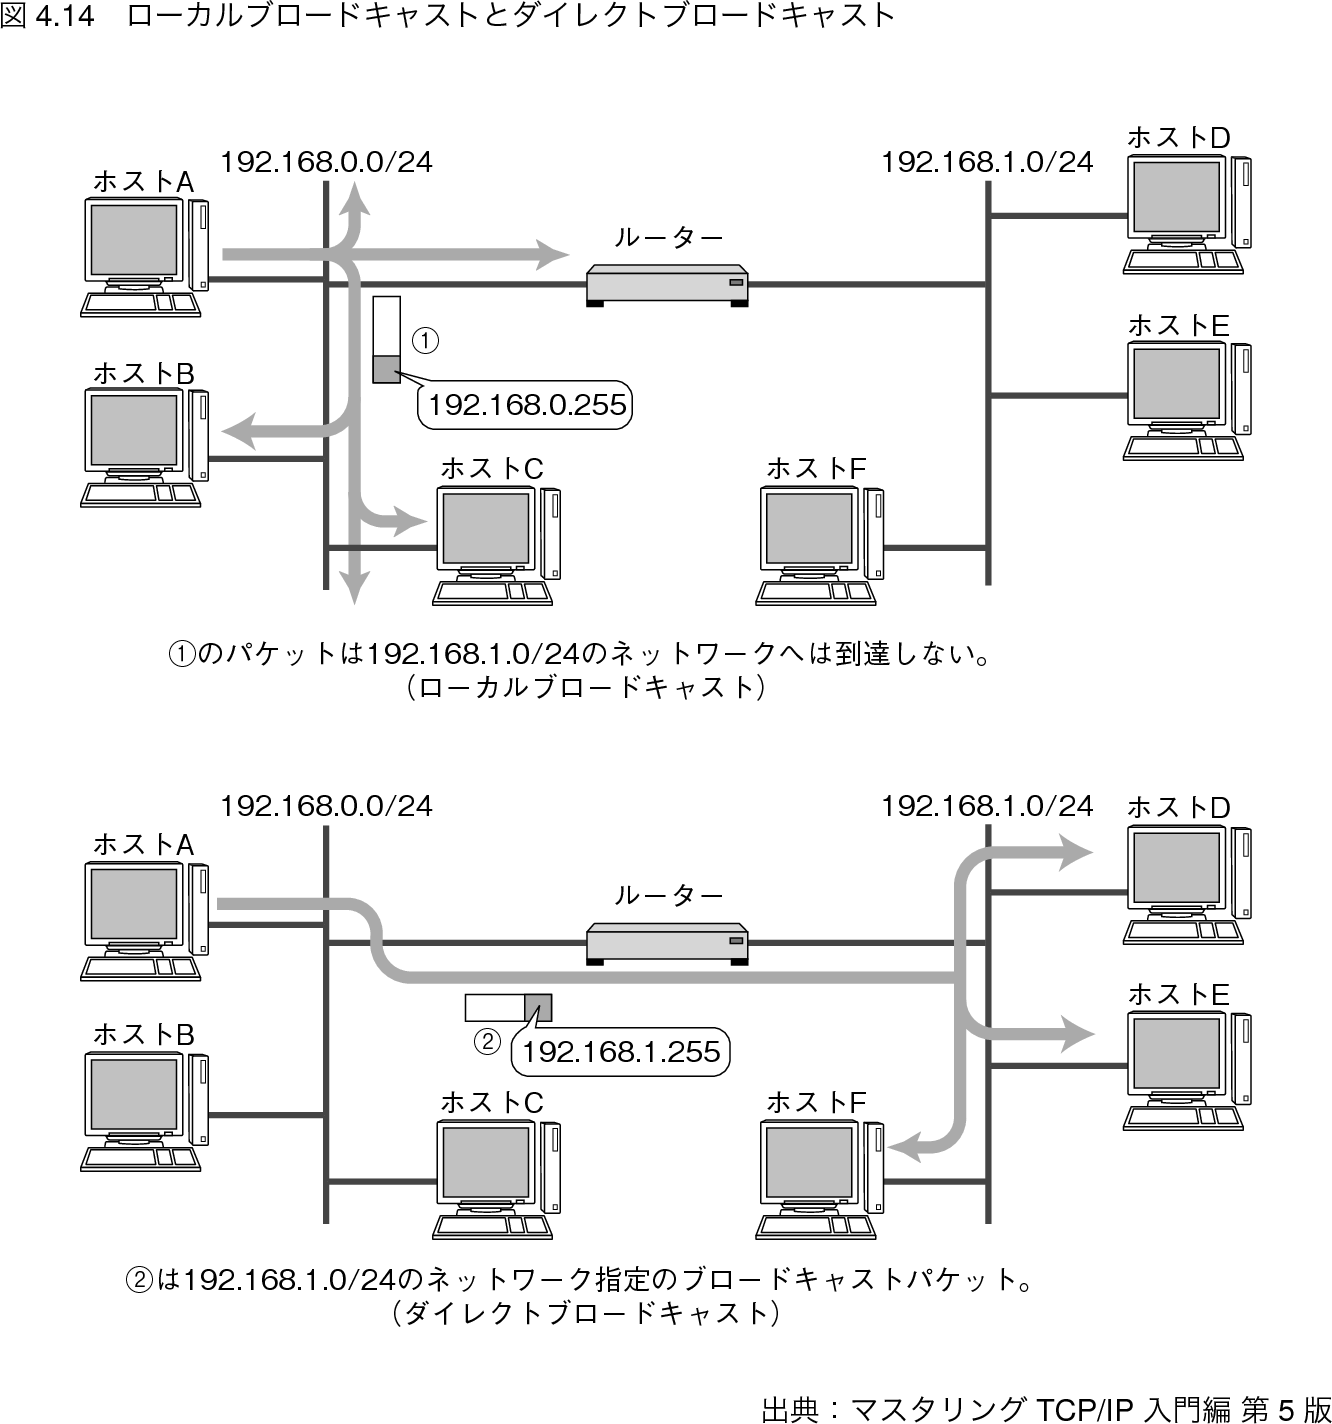 図 4.14　ローカルブロードキャストとダイレクトブロードキャスト
192.168.0.0/24
192.168.1.0/24
ホストD
ホストA
ルーター
①
ホストE
ホストB
192.168.0.255
ホストC
ホストF
①のパケットは192.168.1.0/24のネットワークへは到達しない。
（ローカルブロードキャスト）
192.168.0.0/24
192.168.1.0/24
ホストD
ホストA
ルーター
ホストE
ホストB
②
192.168.1.255
ホストC
ホストF
②は192.168.1.0/24のネットワーク指定のブロードキャストパケット。
（ダイレクトブロードキャスト）
出典：マスタリング TCP/IP 入門編 第 5 版